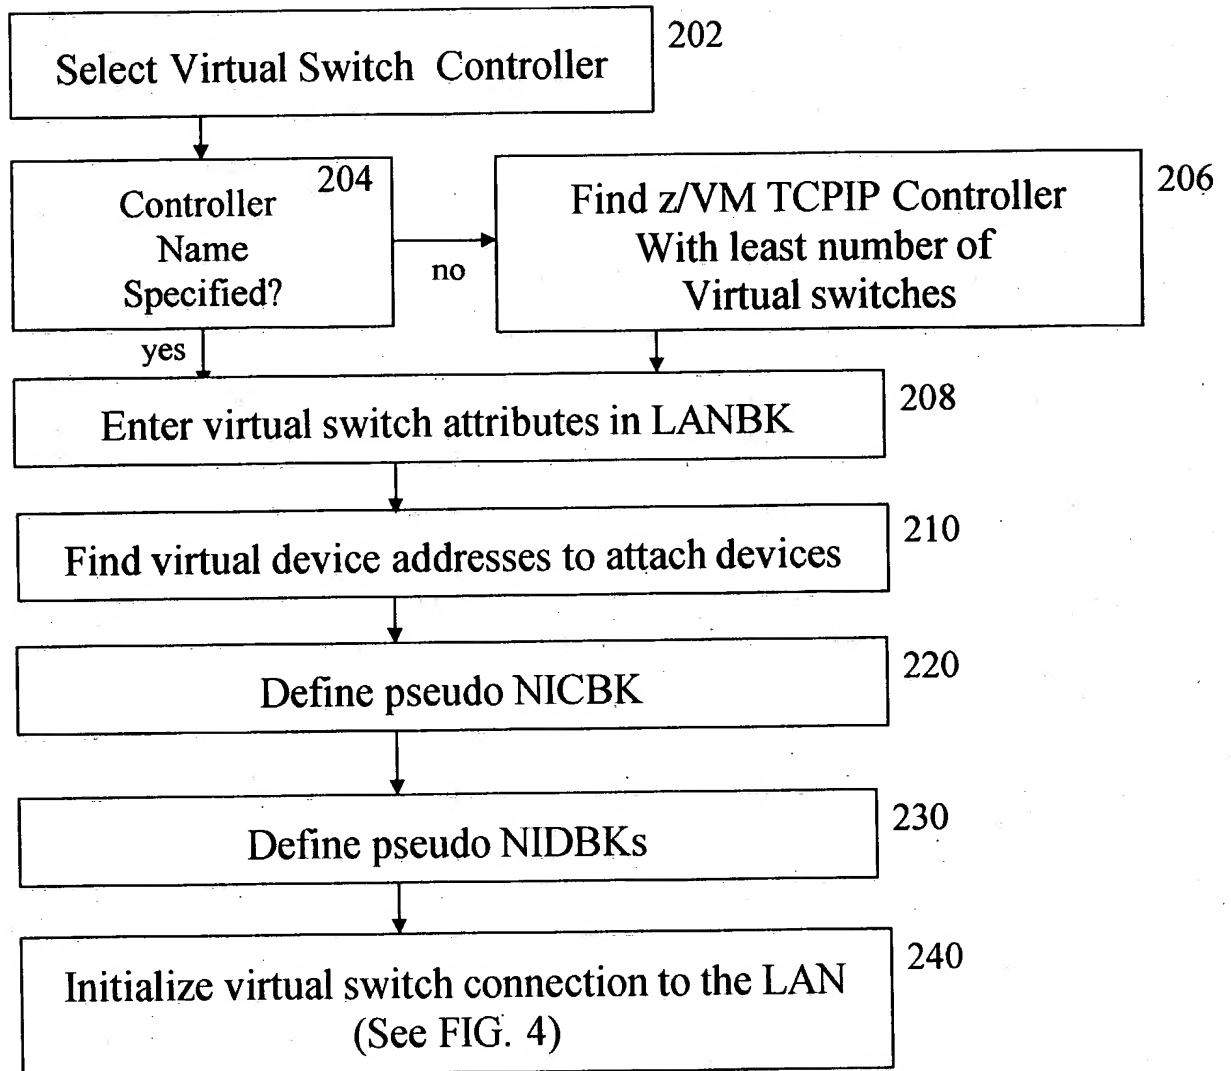 Select Virtual Switch Controller
202
Controller
Name
Specified?
204
no
Find z/VM TCPIP Controller
With least number of
Virtual switches
206
yes
Enter virtual switch attributes in LANBK
208
Find virtual device addresses to attach devices
210
Define pseudo NICBK
220
Define pseudo NIDBKs
230
Initialize virtual switch connection to the LAN
(See FIG. 4)
240